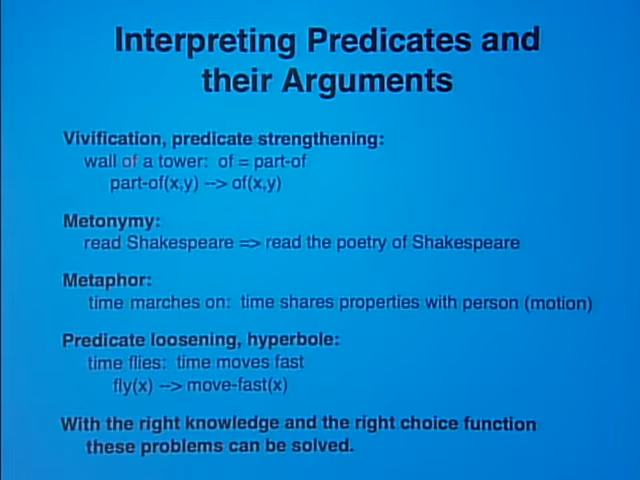 Interpreting Predicates and
their Arguments
Vivification, predicate strengthening:
wall of a tower: of = part-of
part-of(x,y) --> of(x,y)
Metonymy:
read Shakespeare => read the poetry of Shakespeare
Metaphor:
time marches on: time shares properties with person (motion)
Predicate loosening, hyperbole:
time flies: time moves fast
fly(x) --> move-fast(x)
With the right knowledge and the right choice function
these problems can be solved.